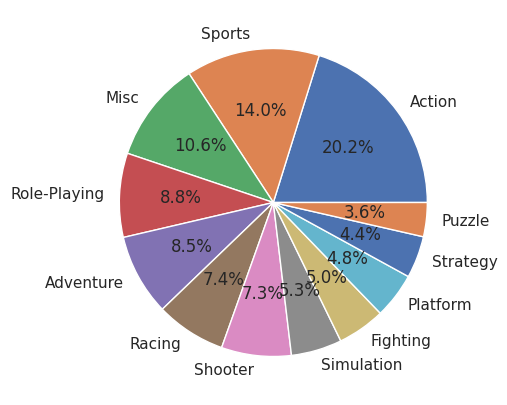 Sports
Action
Misc
14.0%
20.2%
10.6%
Role-Playing
8.8%
3.6%
Puzzle
4.4%
8.5%
4.8%
Strategy
Adventure
7.4%
5.0%
7.3%
5.3%
Platform
Racing
Fighting
Shooter
Simulation